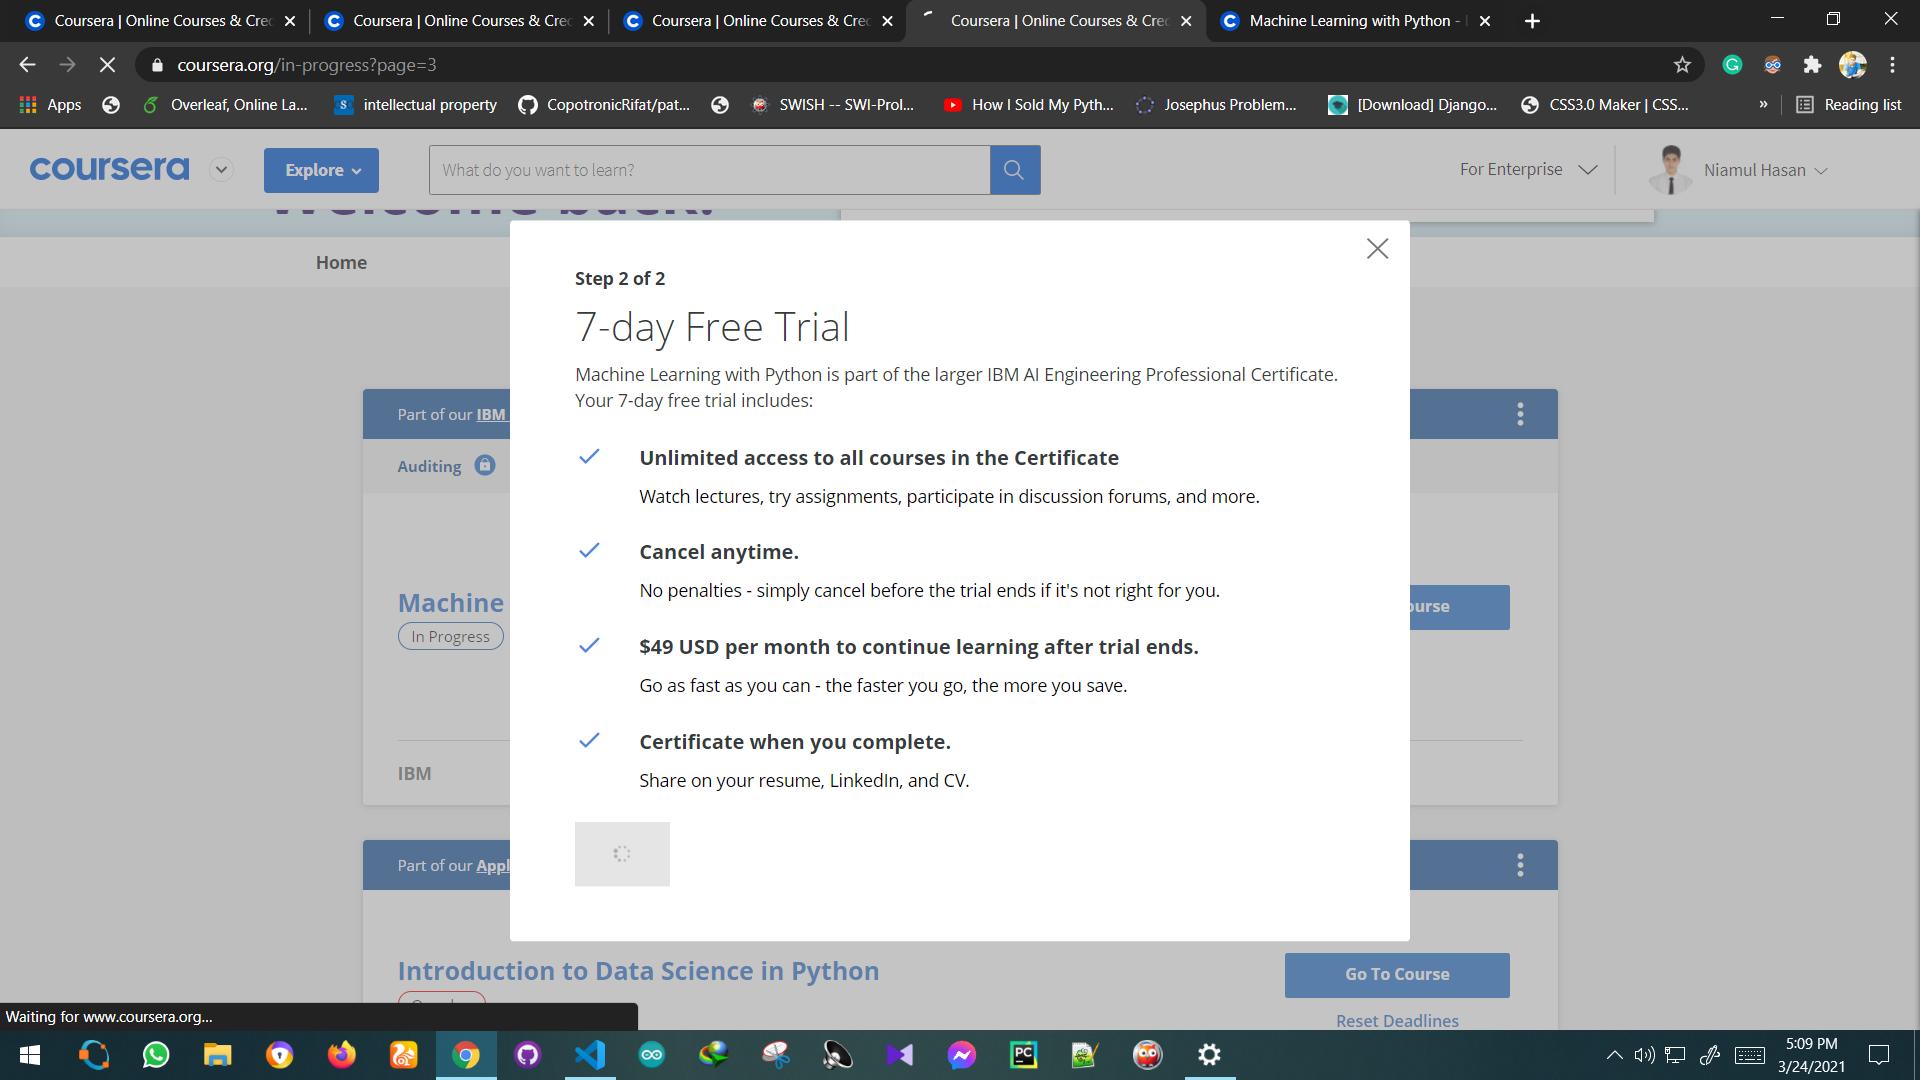 Coursera | Online Courses & Crec
Coursera | Online Courses & Crec
Coursera | Online Courses & Crec
Coursera | Online Courses & Crec
Machine Learning with Python -
coursera.org/in-progress?page=3
Apps
Overleaf, Online La...
intellectual property
CopotronicRifat/pat...
SWISH -- SWI-Prol...
How I Sold My Pyth...
Josephus Problem...
[Download] Django...
CSS3.0 Maker | CSS...
»
Reading list
coursera
Explore
What do you want to learn?
For Enterprise
Niamul Hasan
Welcome back!
Home
Step 2 of 2
7-day Free Trial
Machine Learning with Python is part of the larger IBM AI Engineering Professional Certificate.
Your 7-day free trial includes:
Unlimited access to all courses in the Certificate
Watch lectures, try assignments, participate in discussion forums, and more.
Cancel anytime.
No penalties - simply cancel before the trial ends if it's not right for you.
$49 USD per month to continue learning after trial ends.
Go as fast as you can - the faster you go, the more you save.
Certificate when you complete.
Share on your resume, LinkedIn, and CV.
Part of our IBM
Auditing
Machine
In Progress
ourse
IBM
Part of our Appl
Introduction to Data Science in Python
Go To Course
Reset Deadlines
Waiting for www.coursera.org...
5:09 PM
3/24/2021